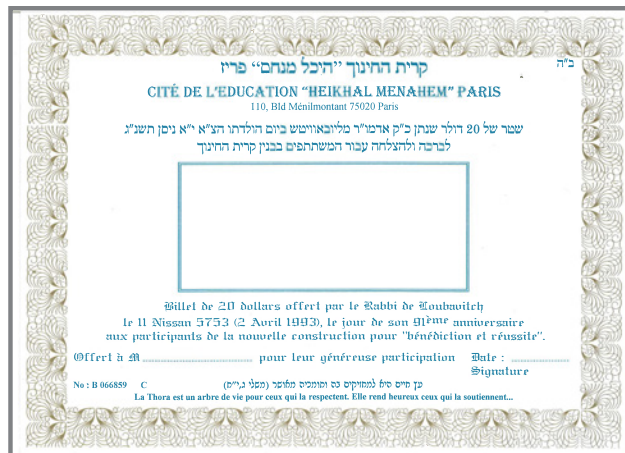 ב"ה
קרית החינוך "היכל מנחם" פריז
CITÉ DE L'EDUCATION "HEIKHAL MENAHEM" PARIS
110, Bld Ménilmontant 75020 Paris
שטר של 20 דולר שנתן כ"ק אדמו"ר מליובאוויטש ביום הולדתו הצ"א י"א ניסן תשנ"ג
לברכה ולהצלחה עבור המשתתפים בבנין קרית החינוך
Billet de 20 dollars offert par le Rabbi de Loubavitch
le 11 Nissan 5753 (2 Avril 1993), le jour de son 91ème anniversaire
aux participants de la nouvelle construction pour "bénédiction et réussite".
Offert à M............................ pour leur généreuse participation Date : ..............
Signature
No : B 066859 C עץ חיים היא למחזיקים בה ותומכיה מאושר (משלי ג,י"ח)
La Thora est un arbre de vie pour ceux qui la respectent. Elle rend heureux ceux qui la soutiennent...